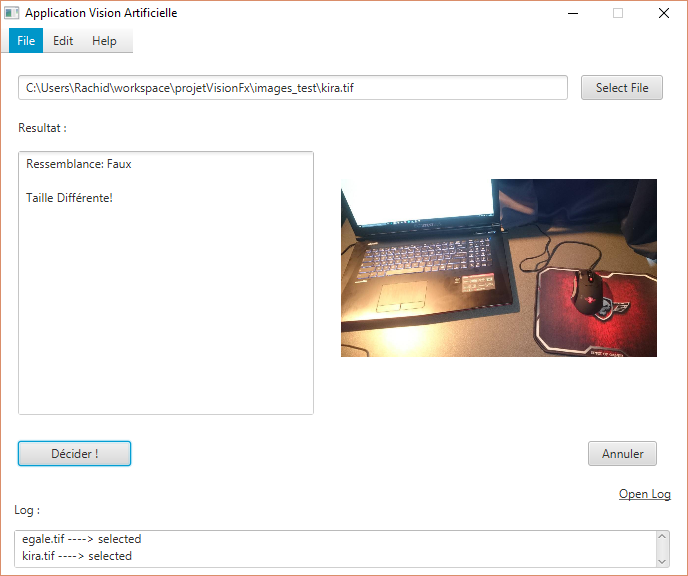 Application Vision Artificielle
File Edit Help
C:\Users\Rachid\workspace\projetVisionFx\images_test\kira.tif
Select File
Resultat :
Ressemblance: Faux
Taille Différente!
Décider !
Annuler
Open Log
Log :
egale.tif ----> selected
kira.tif ----> selected